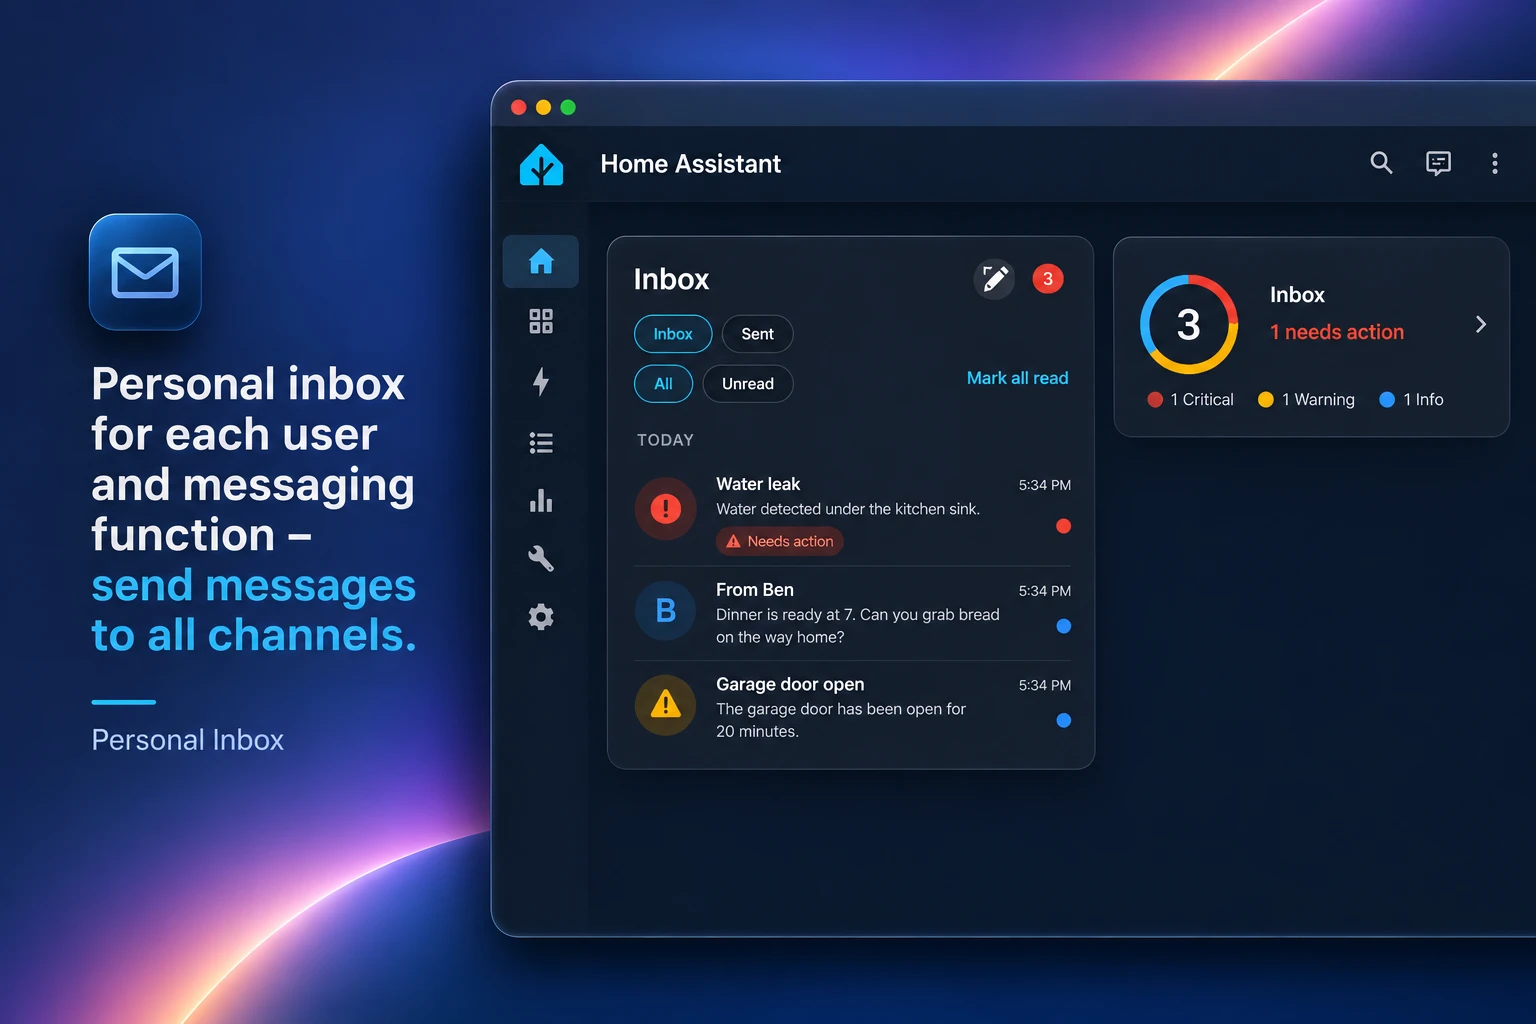 Personal inbox
for each user
and messaging
function –
send messages
to all channels.
Personal Inbox
Home Assistant
Inbox
3
Inbox
Sent
All
Unread
Mark all read
TODAY
Water leak
5:34 PM
Water detected under the kitchen sink.
Needs action
From Ben
5:34 PM
Dinner is ready at 7. Can you grab bread
on the way home?
B
Garage door open
5:34 PM
The garage door has been open for
20 minutes.
3
Inbox
1 needs action
1 Critical
1 Warning
1 Info